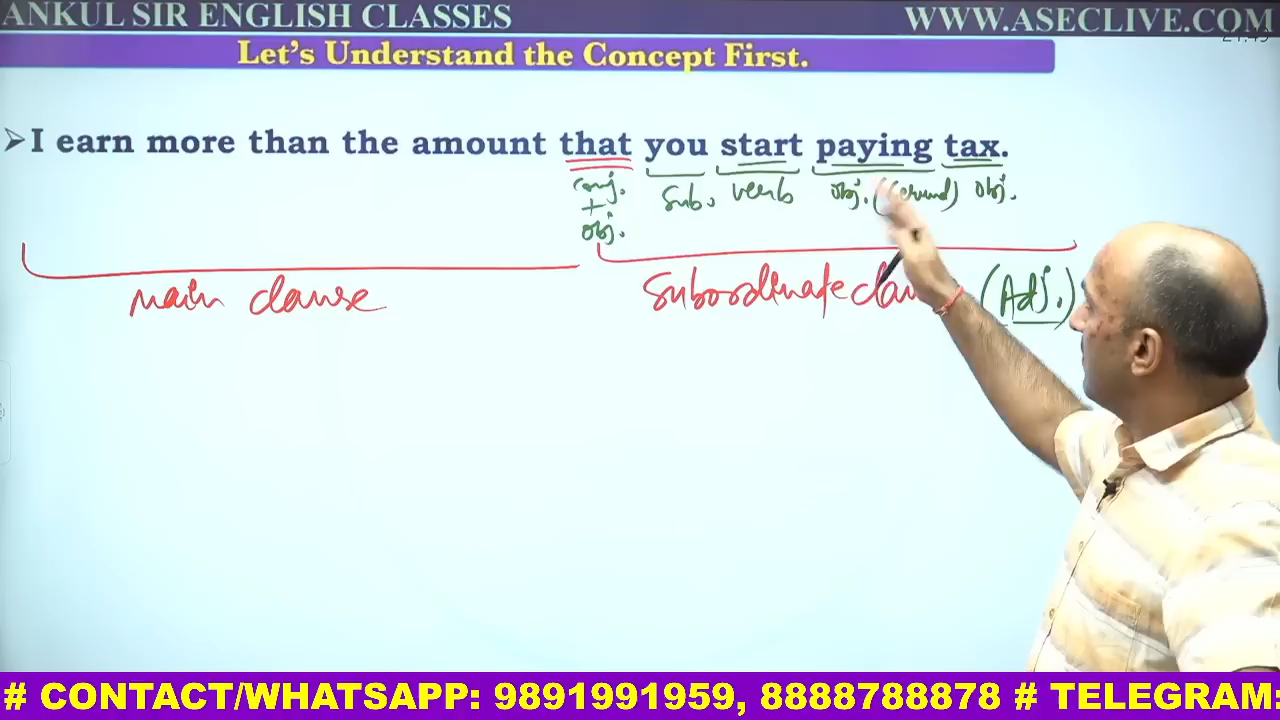 ANKUL SIR ENGLISH CLASSES WWW.ASECLIVE.COM
Let's Understand the Concept First.
➢I earn more than the amount that you start paying tax.
conj. + obj. sub. verb obj. (Gerund) obj.
main clause subordinate clau (Adj.)
# CONTACT/WHATSAPP: 9891991959, 8888788878 # TELEGRAM: